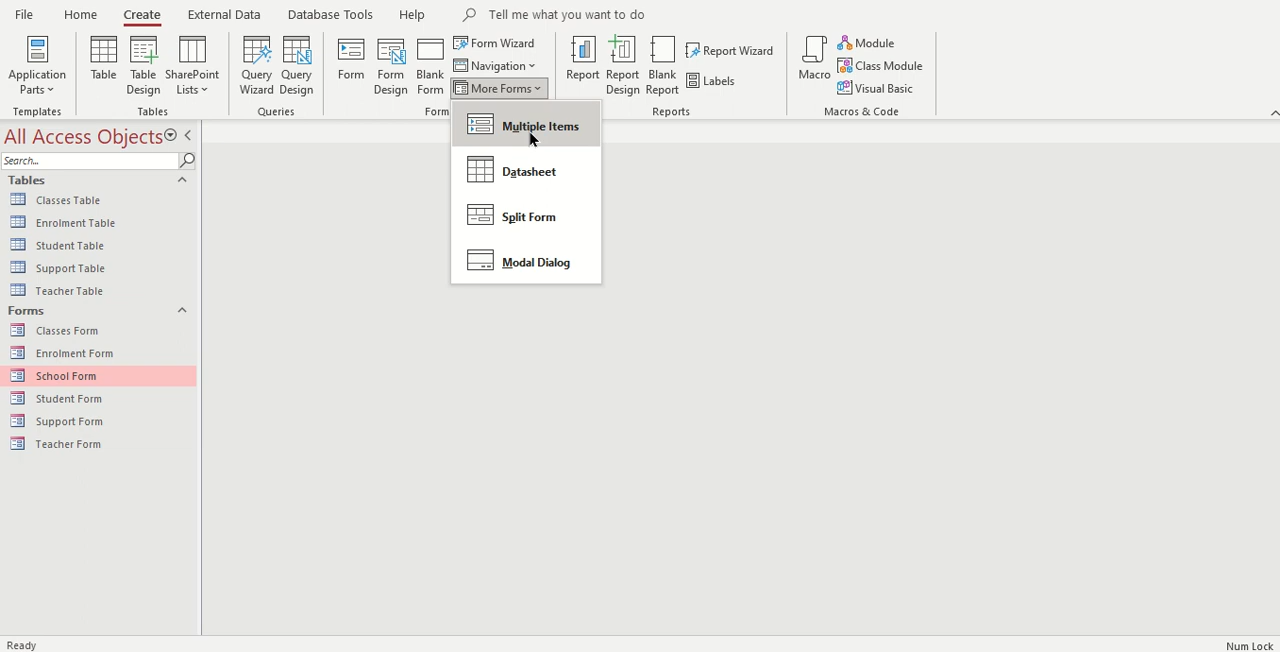 File Home Create External Data Database Tools Help Tell me what you want to do
Application Parts
Table
Table Design
SharePoint Lists
Query Wizard
Query Design
Form
Form Design
Blank Form
Form Wizard
Navigation
More Forms
Report
Report Design
Blank Report
Report Wizard
Labels
Macro
Module
Class Module
Visual Basic
Templates Tables Queries Form Reports Macros & Code
Multiple Items
Datasheet
Split Form
Modal Dialog
All Access Objects
Search...
Tables
Classes Table
Enrolment Table
Student Table
Support Table
Teacher Table
Forms
Classes Form
Enrolment Form
School Form
Student Form
Support Form
Teacher Form
Ready Num Lock